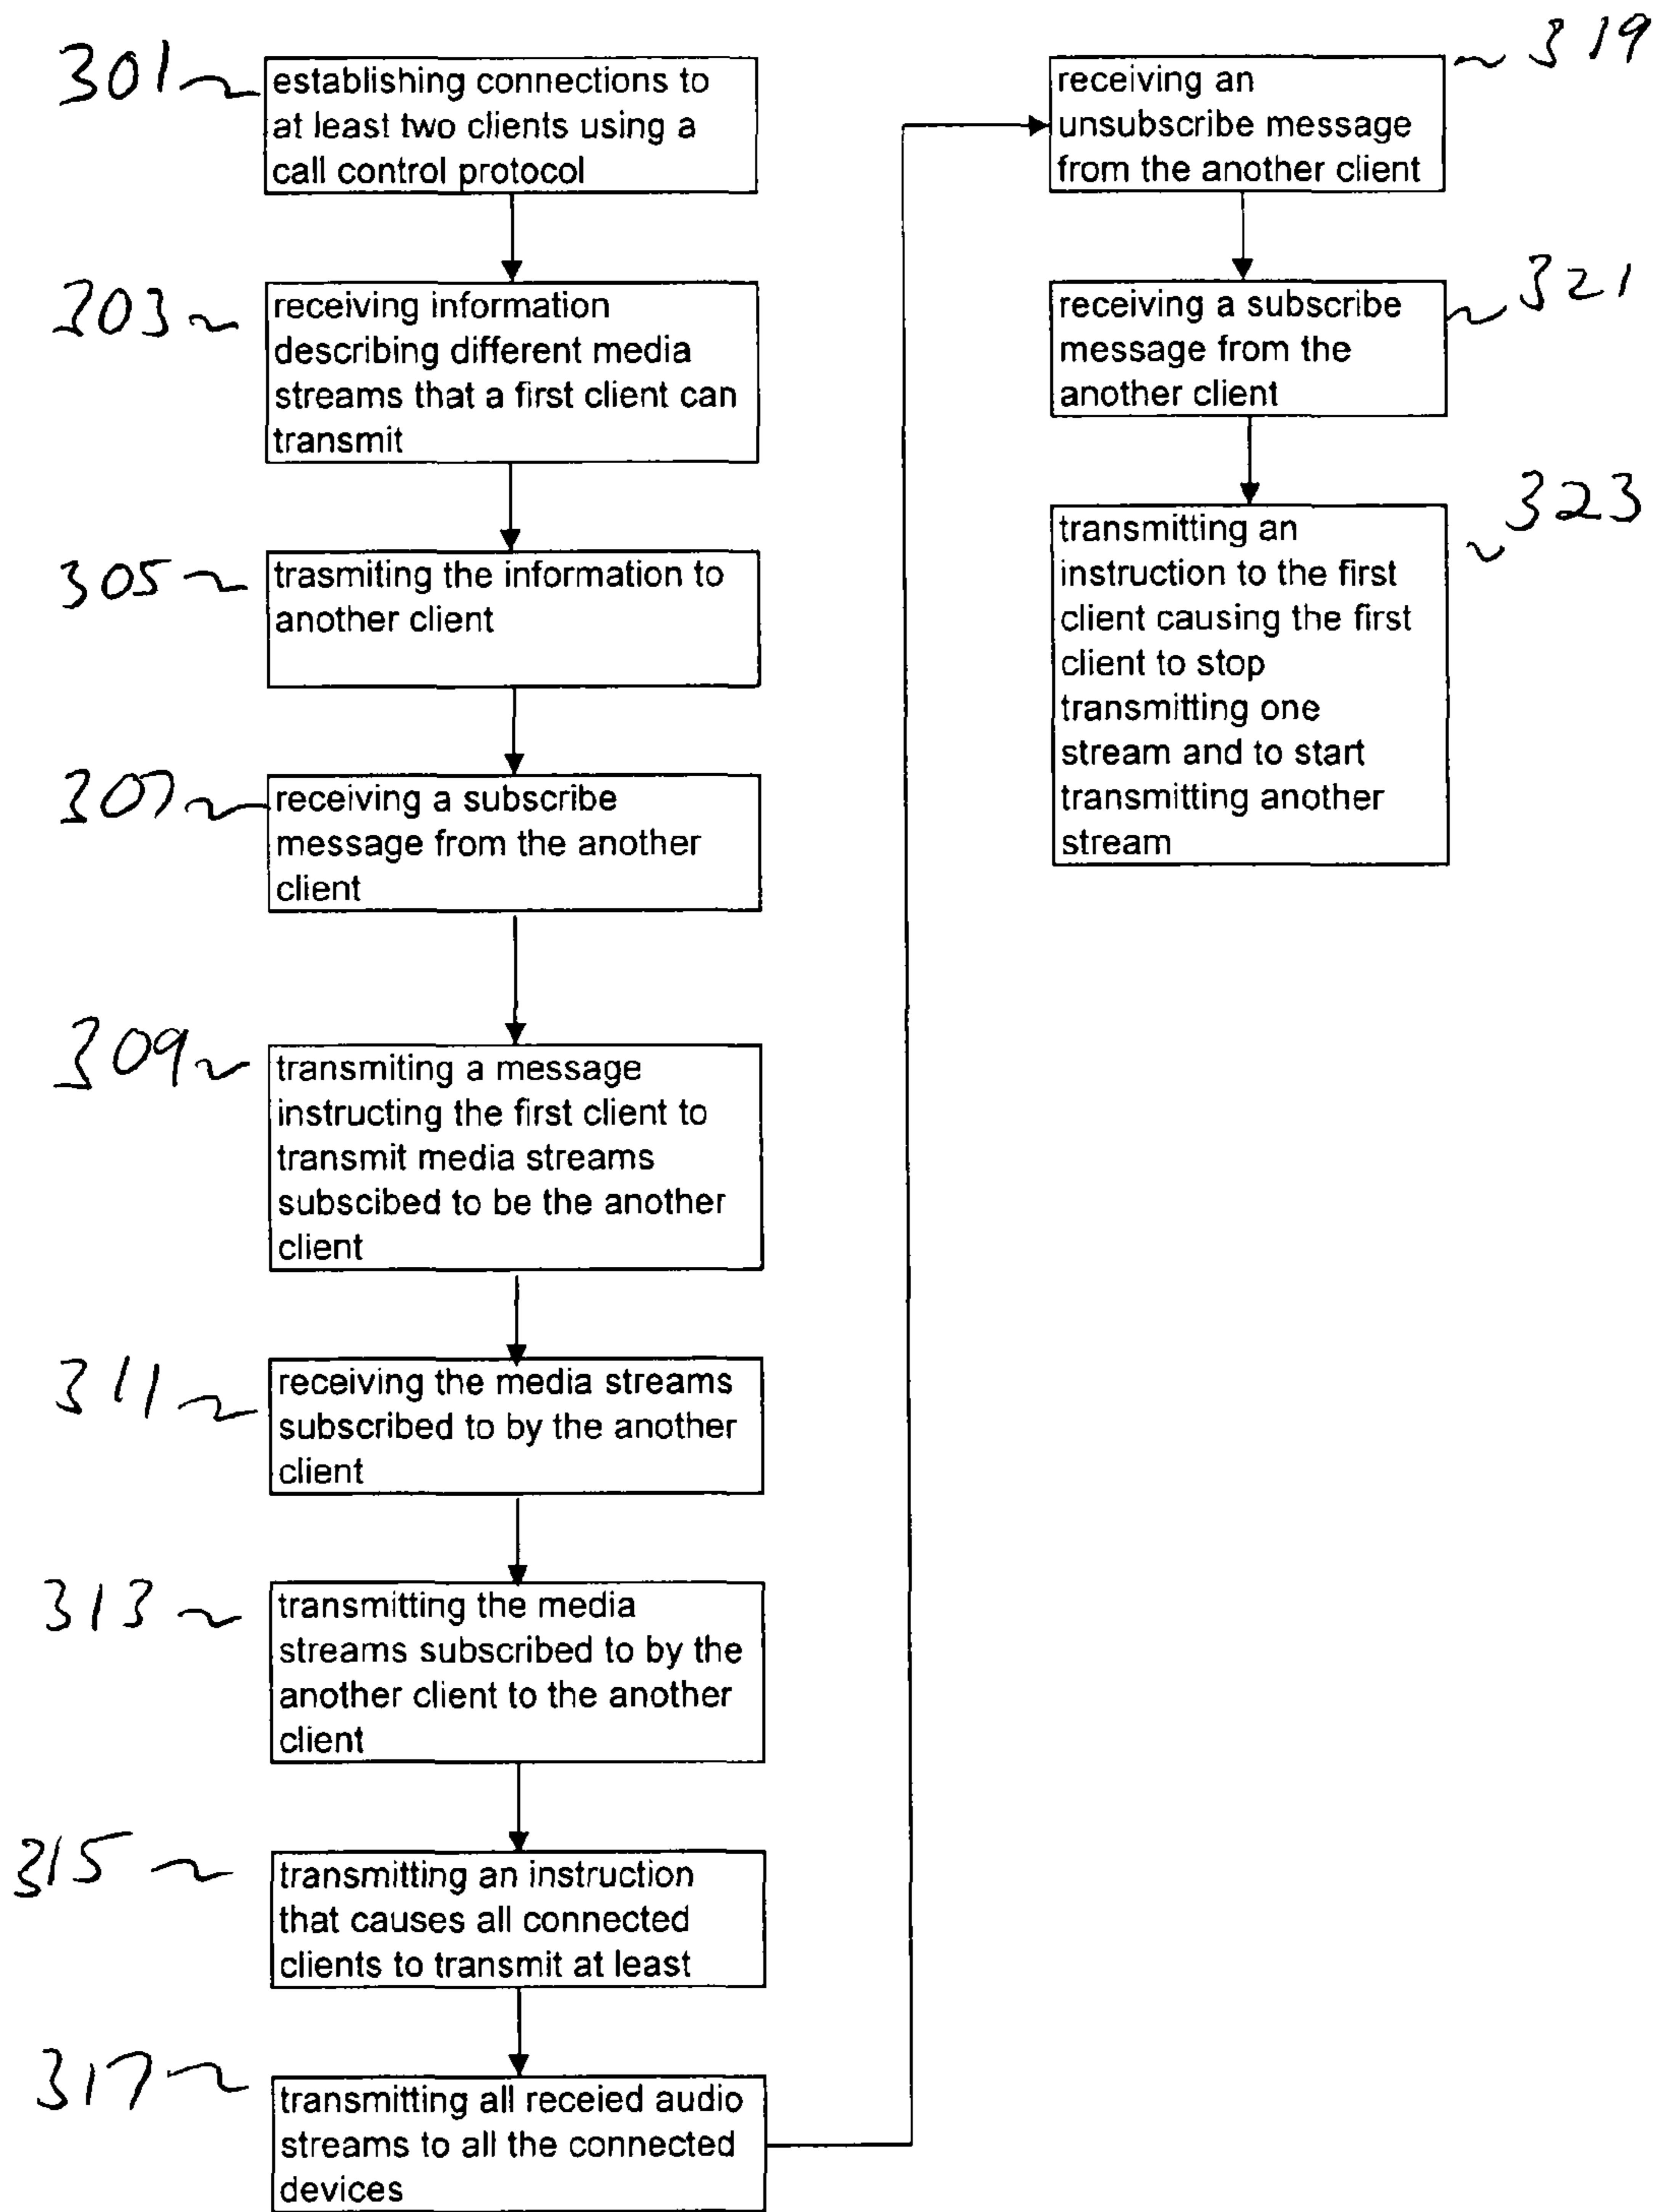 301
establishing connections to
at least two clients using a
call control protocol
303
receiving information
describing different media
streams that a first client can
transmit
305
trasmiting the information to
another client
307
receiving a subscribe
message from the another
client
309
transmiting a message
instructing the first client to
transmit media streams
subscibed to be the another
client
311
receiving the media streams
subscribed to by the another
client
313
transmitting the media
streams subscribed to by the
another client to the another
client
315
transmitting an instruction
that causes all connected
clients to transmit at least
317
transmitting all receied audio
streams to all the connected
devices
319
receiving an
unsubscribe message
from the another client
321
receiving a subscribe
message from the
another client
323
transmitting an
instruction to the first
client causing the first
client to stop
transmitting one
stream and to start
transmitting another
stream